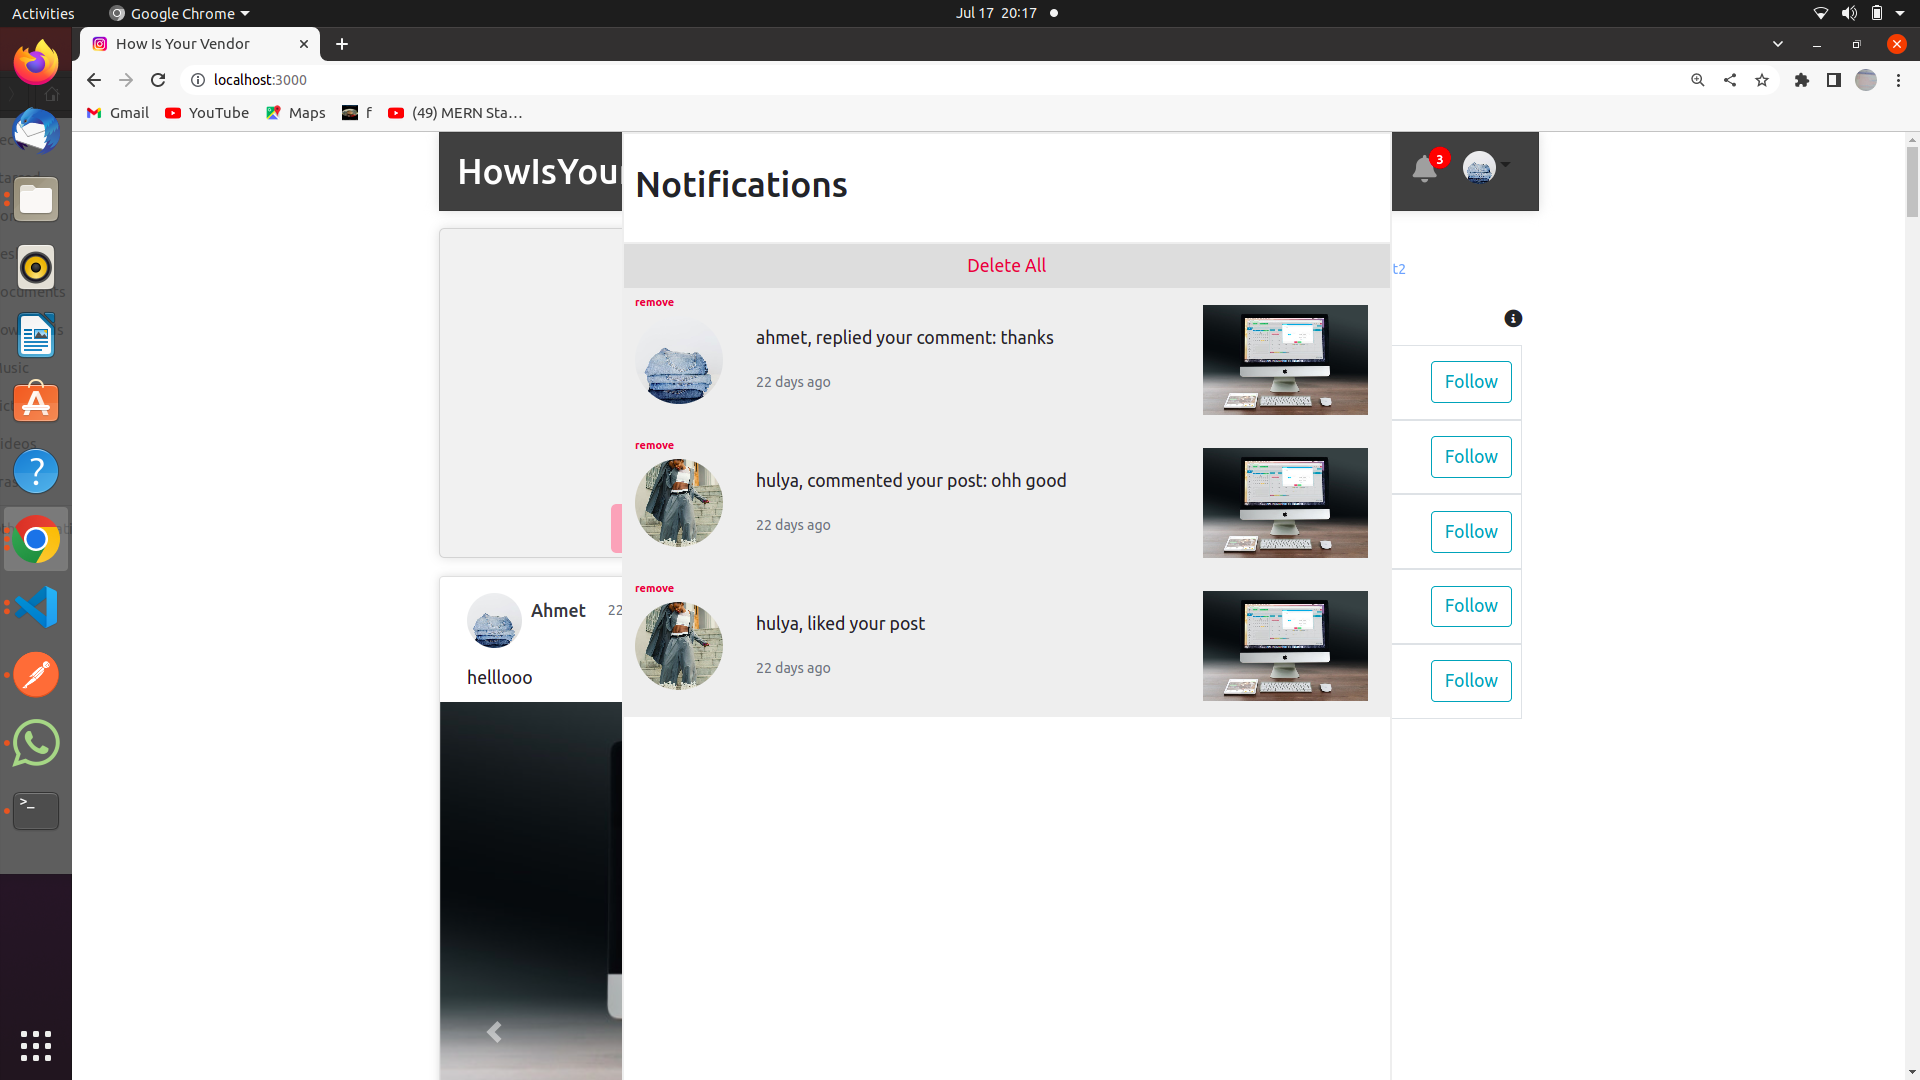 Activities
Google Chrome
Jul 17 20:17
How Is Your Vendor
localhost:3000
Gmail
YouTube
Maps
f
(49) MERN Sta…
HowIsYour
Notifications
3
Delete All
t2
remove
ahmet, replied your comment: thanks
22 days ago
Follow
remove
hulya, commented your post: ohh good
22 days ago
Follow
Follow
remove
hulya, liked your post
22 days ago
Follow
Follow
Ahmet
22
helllooo